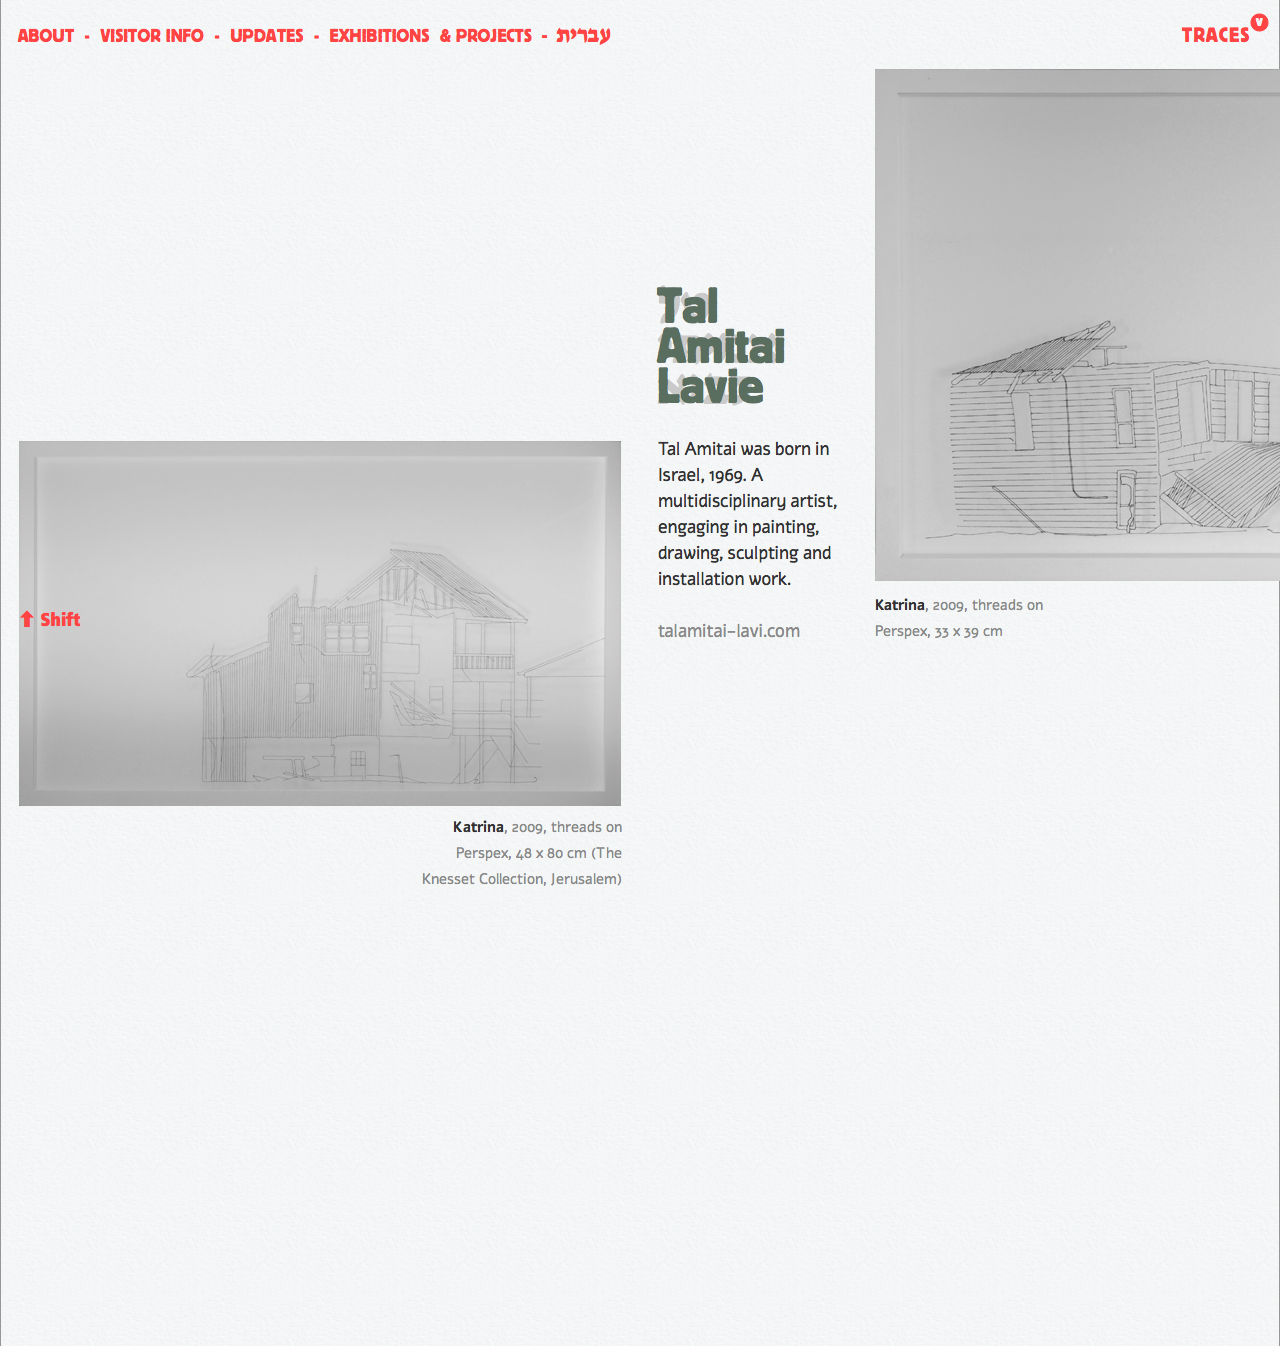 ABOUT - VISITOR INFO - UPDATES - EXHIBITIONS & PROJECTS - עברית
TRACES V
Tal
Amitai
Lavie
Tal Amitai was born in
Israel, 1969. A
multidisciplinary artist,
engaging in painting,
drawing, sculpting and
installation work.
talamitai-lavi.com
Katrina, 2009, threads on
Perspex, 33 x 39 cm
⬆ Shift
Katrina, 2009, threads on
Perspex, 48 x 80 cm (The
Knesset Collection, Jerusalem)